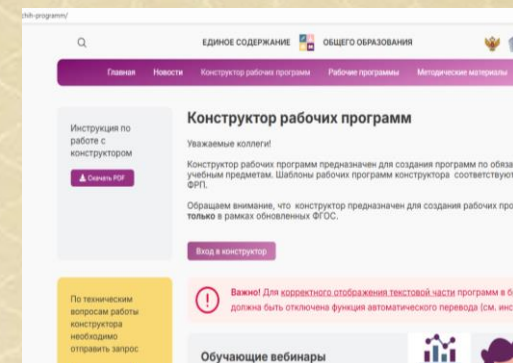 chih-programm/
ЕДИНОЕ СОДЕРЖАНИЕ ОБЩЕГО ОБРАЗОВАНИЯ
Главная Новости Конструктор рабочих программ Рабочие программы Методические материалы
Инструкция по
работе с
конструктором
Скачать PDF
Конструктор рабочих программ
Уважаемые коллеги!
Конструктор рабочих программ предназначен для создания программ по обяза
учебным предметам. Шаблоны рабочих программ конструктора соответствуют
ФРП.
Обращаем внимание, что конструктор предназначен для создания рабочих про
только в рамках обновленных ФГОС.
Вход в конструктор
По техническим
вопросам работы
конструктора
необходимо
отправить запрос
Важно! Для корректного отображения текстовой части программ в б
должна быть отключена функция автоматического перевода (см. инс
Обучающие вебинары